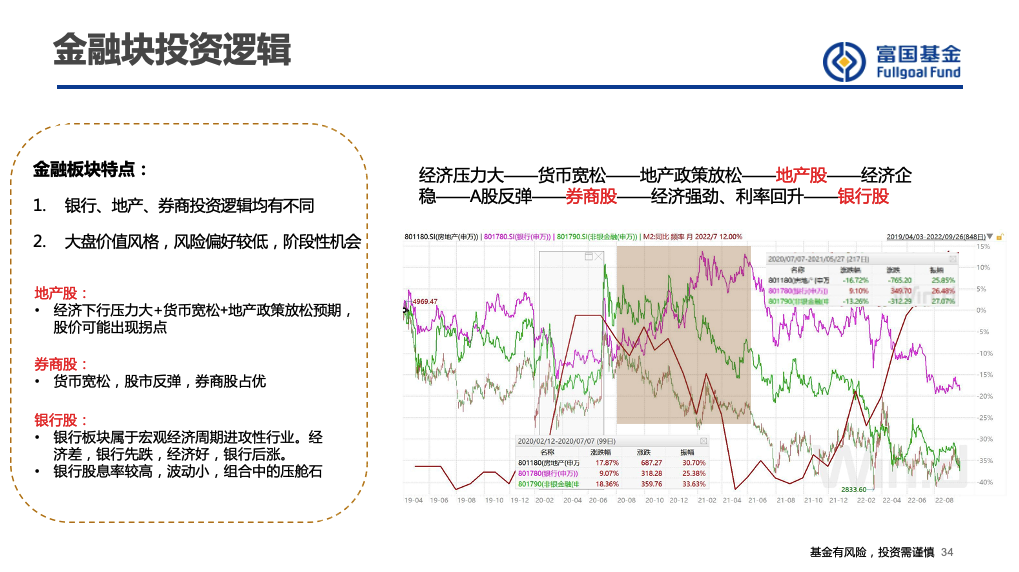 金融块投资逻辑
富国基金
Fullgoal Fund
金融板块特点：
1. 银行、地产、券商投资逻辑均有不同
2. 大盘价值风格，风险偏好较低，阶段性机会
地产股：
• 经济下行压力大+货币宽松+地产政策放松预期，
股价可能出现拐点
券商股：
• 货币宽松，股市反弹，券商股占优
银行股：
• 银行板块属于宏观经济周期进攻性行业。经
济差，银行先跌，经济好，银行后涨。
• 银行股息率较高，波动小，组合中的压舱石
经济压力大——货币宽松——地产政策放松——地产股——经济企
稳——A股反弹——券商股——经济强劲、利率回升——银行股
801180.SI(房地产(申万)) | 801780.SI(银行(申万)) | 801790.SI(非银金融(申万)) | M2:同比 频率 月 2022/7 12.00%
2019/04/03-2022/09/26(848日)
15%
10%
5%
0%
5%
-10%
-15%
-20%
-25%
-30%
-35%
-40%
4969.47
2833.60
2020/07/07-2021/05/27 (217日)
名称 涨跌幅 涨跌 振幅
801180(房地产(申万 -16.72% -765.20 25.85%
801780(银行(申万)) 9.10% 349.70 26.48%
801790(非银金融(申 -13.26% -312.29 27.07%
2020/02/12-2020/07/07 (99日)
名称 涨跌幅 涨跌 振幅
801180(房地产(申万 17.87% 687.27 30.70%
801780(银行(申万)) 9.07% 318.28 25.38%
801790(非银金融(申 18.36% 359.76 33.63%
19-04 19-06 19-08 19-10 19-12 20-02 20-04 20-06 20-08 20-10 20-12 21-02 21-04 21-06 21-08 21-10 21-12 22-02 22-04 22-06 22-08
基金有风险，投资需谨慎 34